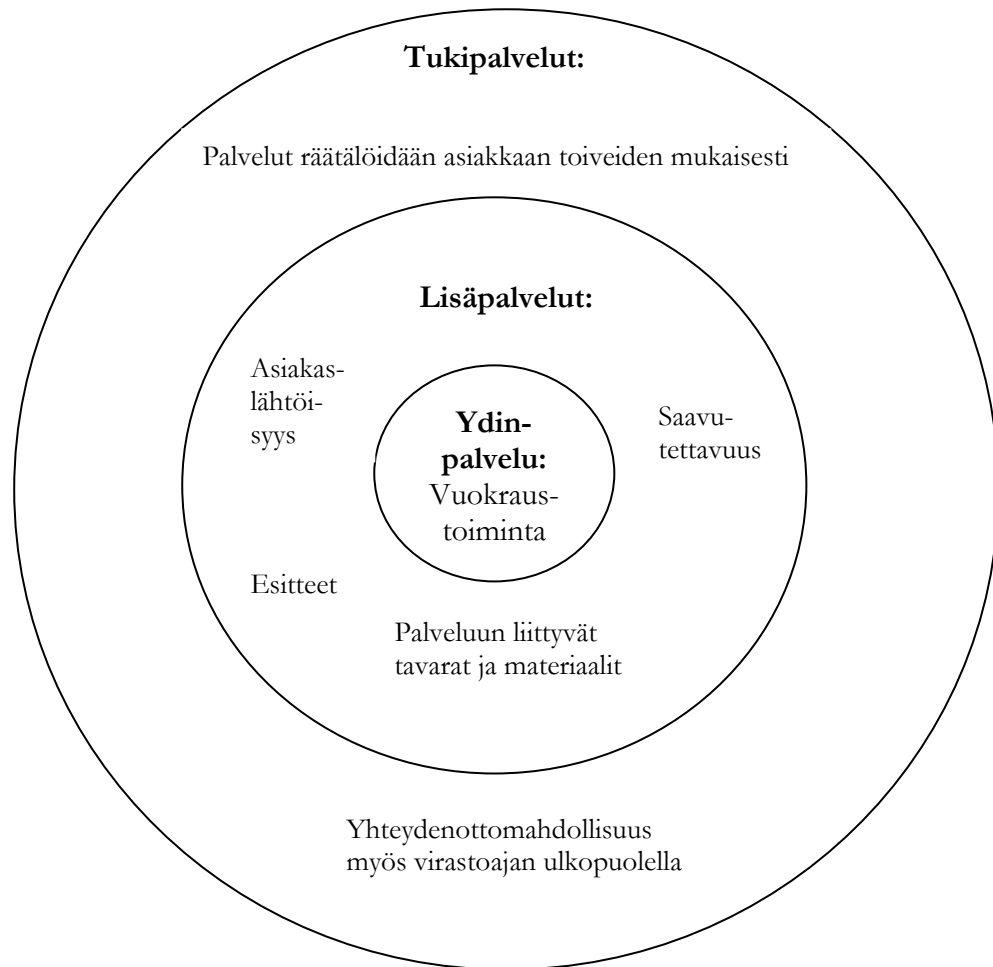 Tukipalvelut:
Palvelut räätälöidään asiakkaan toiveiden mukaisesti
Lisäpalvelut:
Asiakas-
lähtöi-
syys
Ydin-
palvelu:
Vuokraus-
toiminta
Saavu-
tettavuus
Esitteet
Palveluun liittyvät
tavarat ja materiaalit
Yhteydenottomahdollisuus
myös virastoajan ulkopuolella